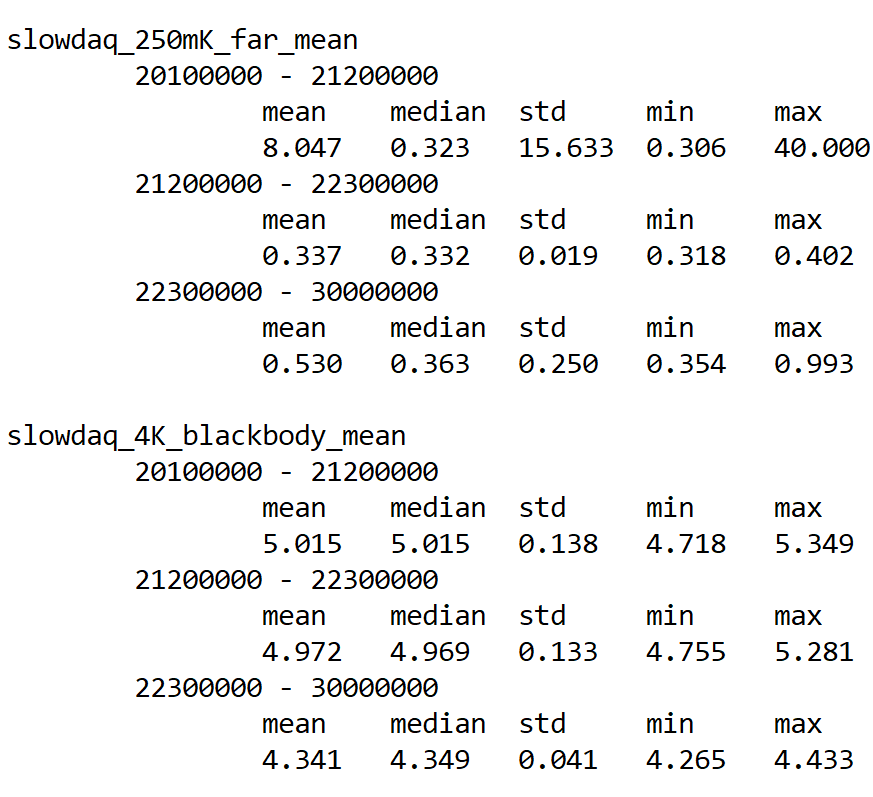 slowdaq_250mK_far_mean
20100000 - 21200000
mean median std min max
8.047 0.323 15.633 0.306 40.000
21200000 - 22300000
mean median std min max
0.337 0.332 0.019 0.318 0.402
22300000 - 30000000
mean median std min max
0.530 0.363 0.250 0.354 0.993
slowdaq_4K_blackbody_mean
20100000 - 21200000
mean median std min max
5.015 5.015 0.138 4.718 5.349
21200000 - 22300000
mean median std min max
4.972 4.969 0.133 4.755 5.281
22300000 - 30000000
mean median std min max
4.341 4.349 0.041 4.265 4.433